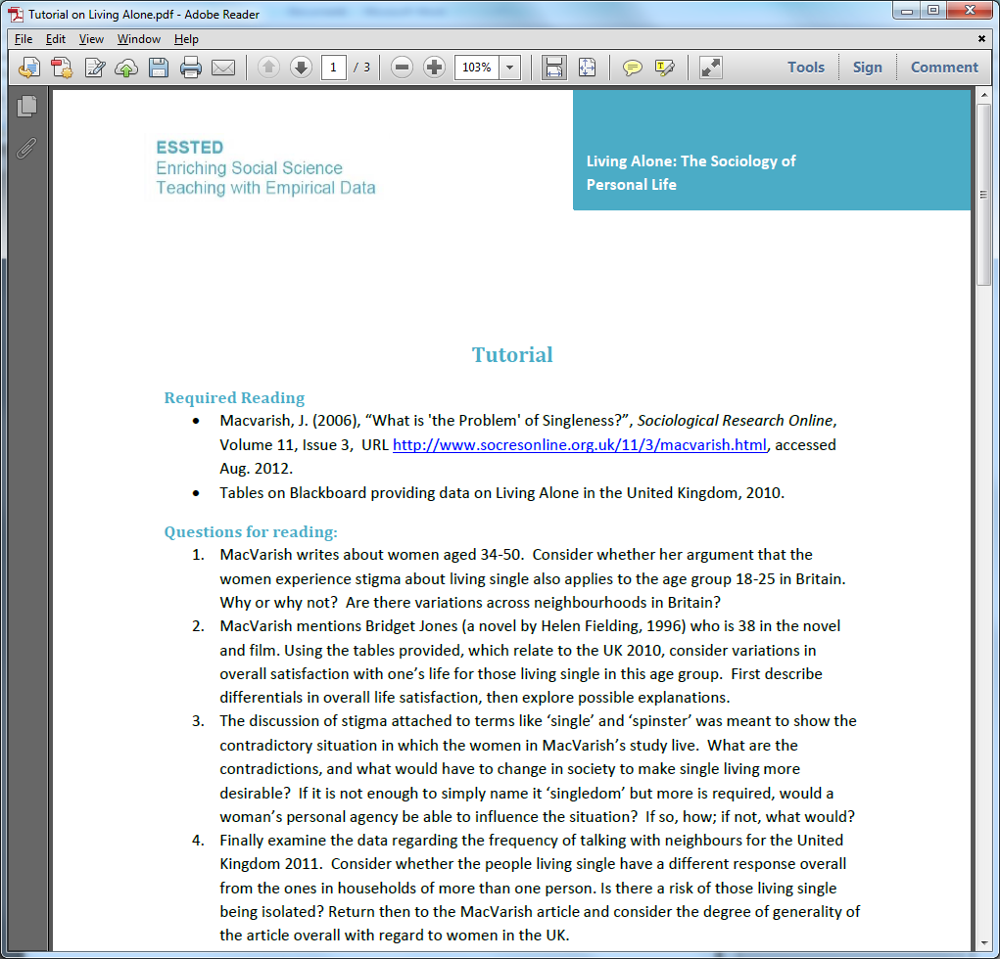 Tutorial on Living Alone.pdf - Adobe Reader
File Edit View Window Help
1 / 3 103% Tools Sign Comment
ESSTED
Enriching Social Science
Teaching with Empirical Data
Living Alone: The Sociology of
Personal Life
Tutorial
Required Reading
• Macvarish, J. (2006), “What is 'the Problem' of Singleness?”, Sociological Research Online,
Volume 11, Issue 3,  URL http://www.socresonline.org.uk/11/3/macvarish.html, accessed
Aug. 2012.
• Tables on Blackboard providing data on Living Alone in the United Kingdom, 2010.
Questions for reading:
1. MacVarish writes about women aged 34-50.  Consider whether her argument that the
women experience stigma about living single also applies to the age group 18-25 in Britain.
Why or why not?  Are there variations across neighbourhoods in Britain?
2. MacVarish mentions Bridget Jones (a novel by Helen Fielding, 1996) who is 38 in the novel
and film. Using the tables provided, which relate to the UK 2010, consider variations in
overall satisfaction with one’s life for those living single in this age group.  First describe
differentials in overall life satisfaction, then explore possible explanations.
3. The discussion of stigma attached to terms like ‘single’ and ‘spinster’ was meant to show the
contradictory situation in which the women in MacVarish’s study live.  What are the
contradictions, and what would have to change in society to make single living more
desirable?  If it is not enough to simply name it ‘singledom’ but more is required, would a
woman’s personal agency be able to influence the situation?  If so, how; if not, what would?
4. Finally examine the data regarding the frequency of talking with neighbours for the United
Kingdom 2011.  Consider whether the people living single have a different response overall
from the ones in households of more than one person. Is there a risk of those living single
being isolated? Return then to the MacVarish article and consider the degree of generality of
the article overall with regard to women in the UK.